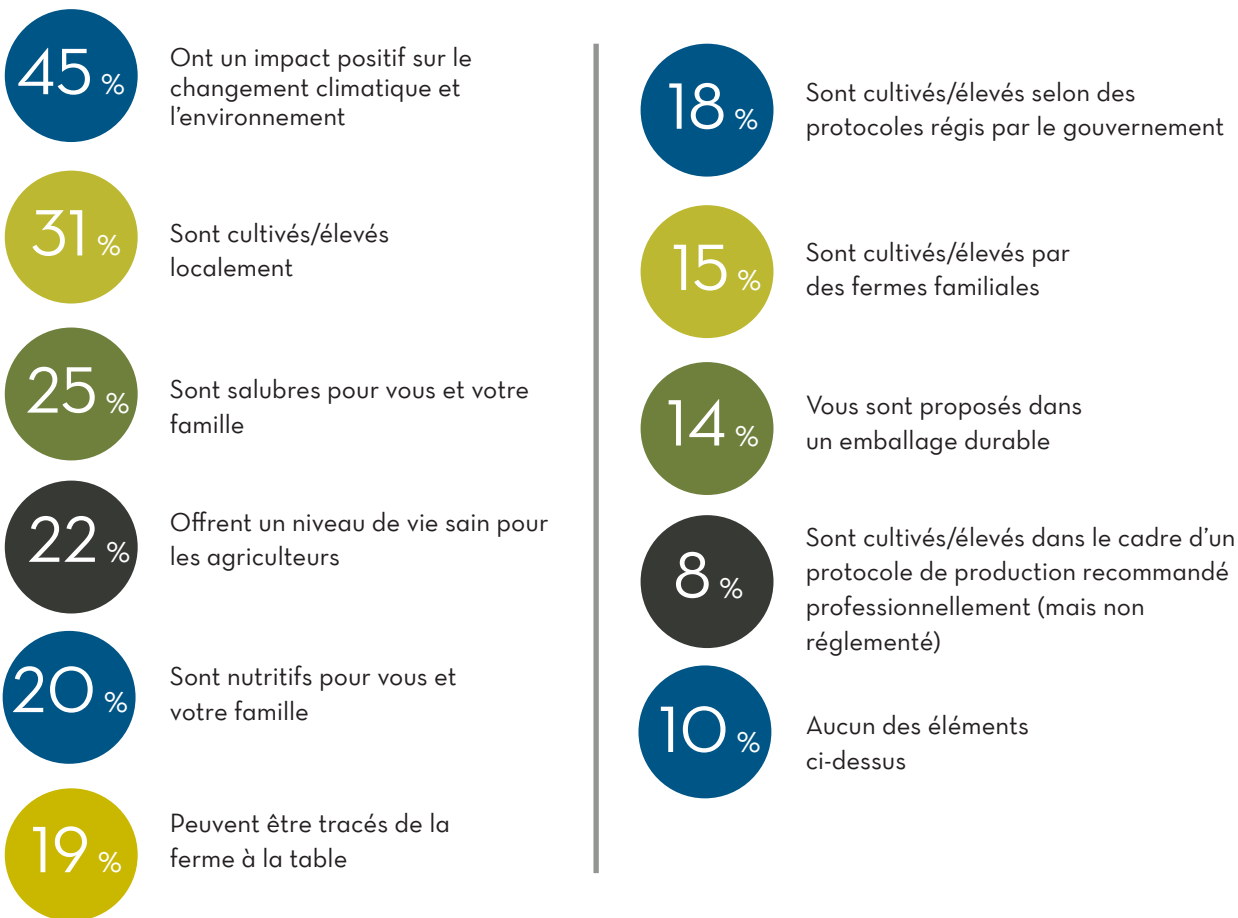 45 %
Ont un impact positif sur le
changement climatique et
l'environnement
31 %
Sont cultivés/élevés
localement
25 %
Sont salubres pour vous et votre
famille
22 %
Offrent un niveau de vie sain pour
les agriculteurs
20 %
Sont nutritifs pour vous et
votre famille
19 %
Peuvent être tracés de la
ferme à la table
18 %
Sont cultivés/élevés selon des
protocoles régis par le gouvernement
15 %
Sont cultivés/élevés par
des fermes familiales
14 %
Vous sont proposés dans
un emballage durable
8 %
Sont cultivés/élevés dans le cadre d'un
protocole de production recommandé
professionnellement (mais non
réglementé)
10 %
Aucun des éléments
ci-dessus